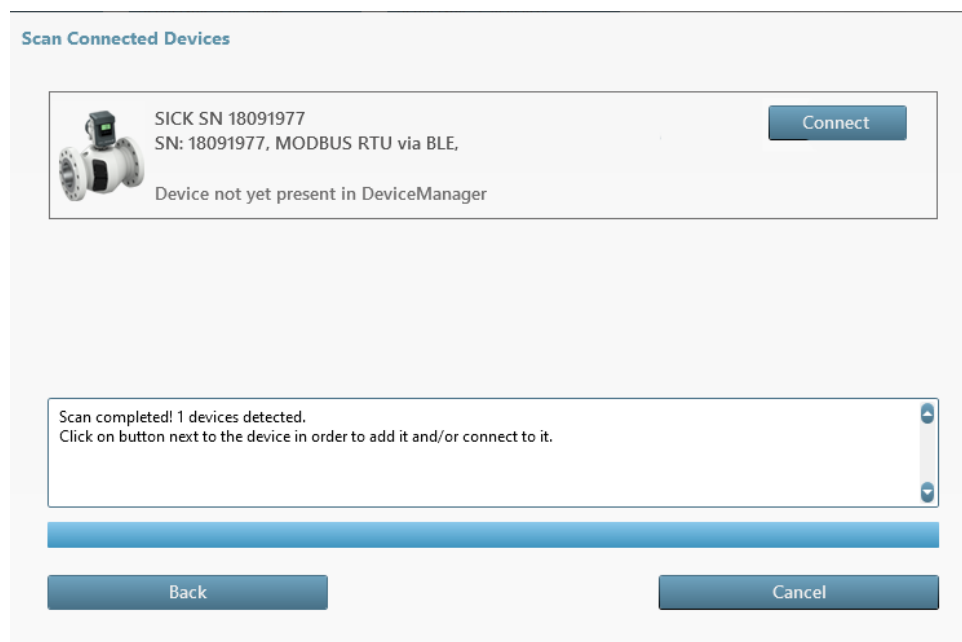 Scan Connected Devices
SICK SN 18091977
Connect
SN: 18091977, MODBUS RTU via BLE,
Device not yet present in DeviceManager
Scan completed! 1 devices detected.
Click on button next to the device in order to add it and/or connect to it.
Back
Cancel